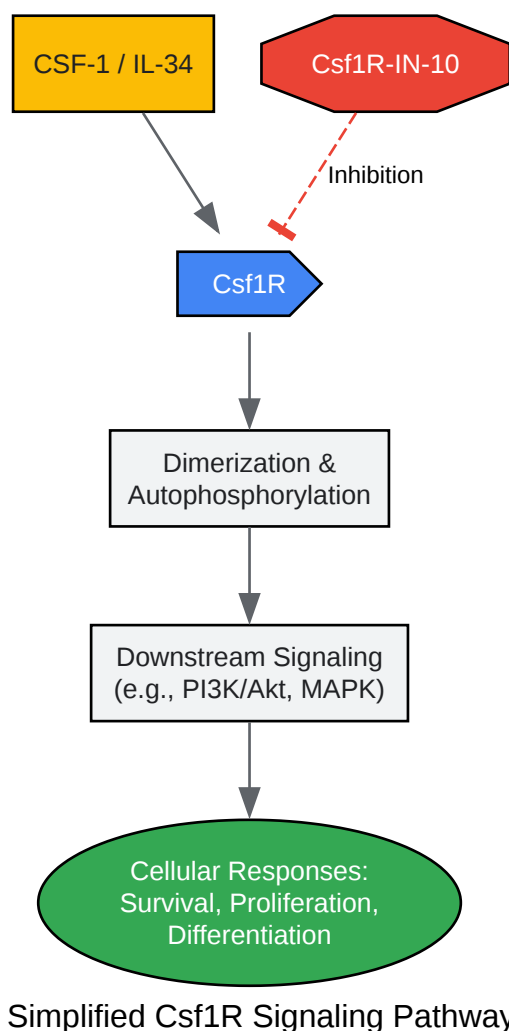 CSF-1 / IL-34
Csf1R-IN-10
Inhibition
Csf1R
Dimerization &
Autophosphorylation
Downstream Signaling
(e.g., PI3K/Akt, MAPK)
Cellular Responses:
Survival, Proliferation,
Differentiation
Simplified Csf1R Signaling Pathway